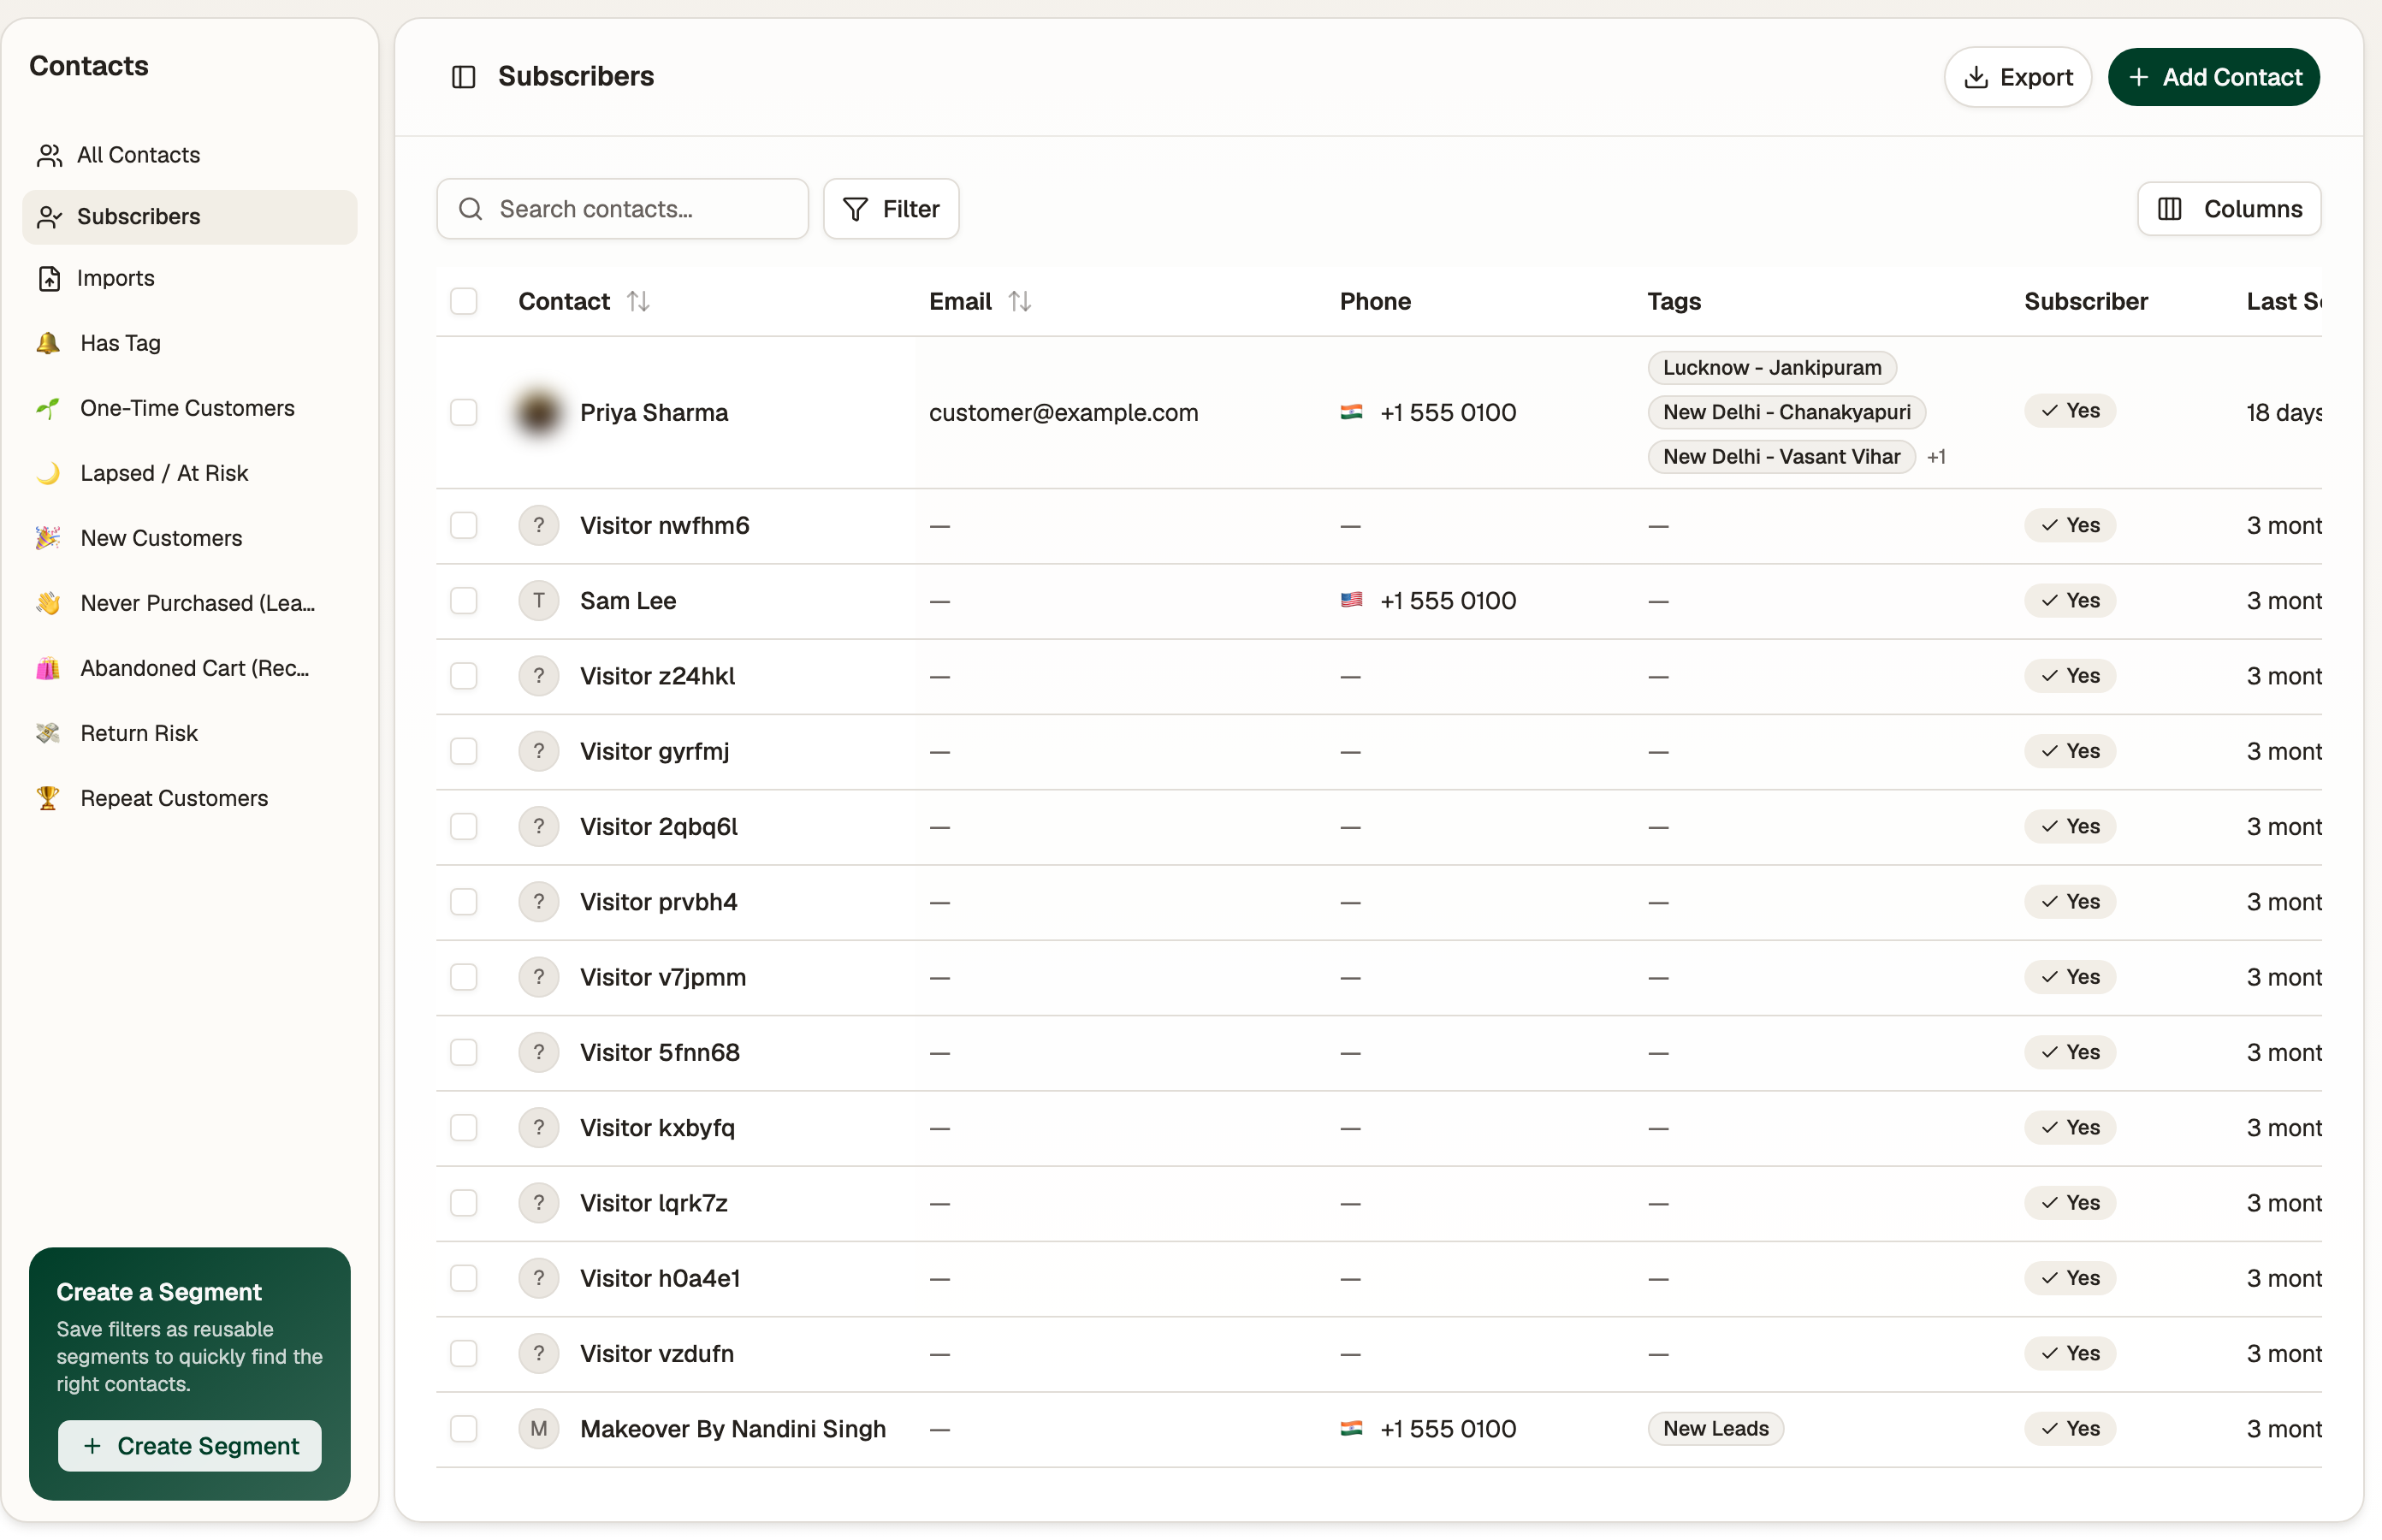 Contacts
All Contacts
Subscribers
Imports
Has Tag
One-Time Customers
Lapsed / At Risk
New Customers
Never Purchased (Lea...
Abandoned Cart (Rec...
Return Risk
Repeat Customers
Create a Segment
Save filters as reusable
segments to quickly find the
right contacts.
+ Create Segment
Subscribers
Export
+ Add Contact
Search contacts...
Filter
Columns
Contact Email Phone Tags Subscriber Last Se
Priya Sharma customer@example.com +1 555 0100 Lucknow - Jankipuram
New Delhi - Chanakyapuri
New Delhi - Vasant Vihar +1
Yes 18 days
? Visitor nwfhm6 — — — Yes 3 mont
T Sam Lee — +1 555 0100 — Yes 3 mont
? Visitor z24hkl — — — Yes 3 mont
? Visitor gyrfmj — — — Yes 3 mont
? Visitor 2qbq6l — — — Yes 3 mont
? Visitor prvbh4 — — — Yes 3 mont
? Visitor v7jpmm — — — Yes 3 mont
? Visitor 5fnn68 — — — Yes 3 mont
? Visitor kxbyfq — — — Yes 3 mont
? Visitor lqrk7z — — — Yes 3 mont
? Visitor h0a4e1 — — — Yes 3 mont
? Visitor vzdufn — — — Yes 3 mont
M Makeover By Nandini Singh — +1 555 0100 New Leads Yes 3 mont